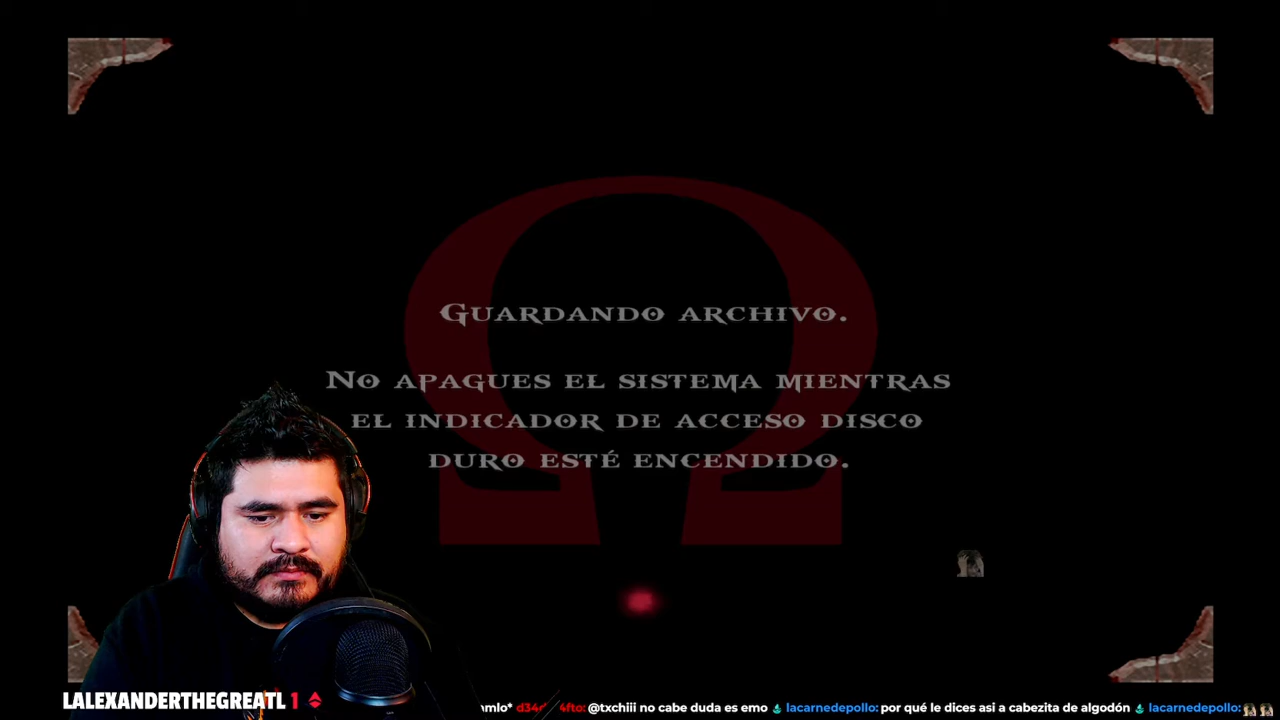 Guardando archivo.
No apagues el sistema mientras
el indicador de acceso disco
duro esté encendido.
LALEXANDERTHEGREATL 1
@txchiii no cabe duda es emo lacarnedepollo: por qué le dices asi a cabezita de algodón lacarnedepollo: